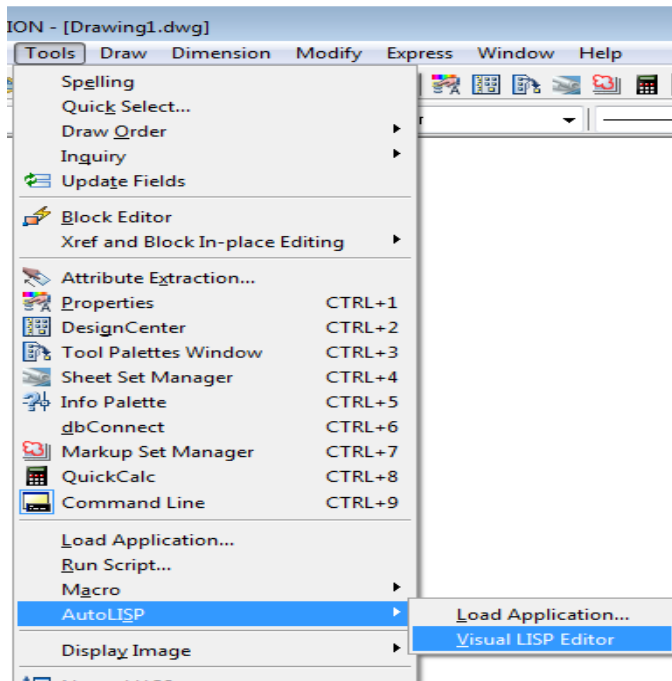 ION - [Drawing1.dwg]
Tools Draw Dimension Modify Express Window Help
Spelling
Quick Select...
Draw Order
Inquiry
Update Fields
Block Editor
Xref and Block In-place Editing
Attribute Extraction...
Properties CTRL+1
DesignCenter CTRL+2
Tool Palettes Window CTRL+3
Sheet Set Manager CTRL+4
Info Palette CTRL+5
dbConnect CTRL+6
Markup Set Manager CTRL+7
QuickCalc CTRL+8
Command Line CTRL+9
Load Application...
Run Script...
Macro
AutoLISP
Load Application...
Visual LISP Editor
Display Image